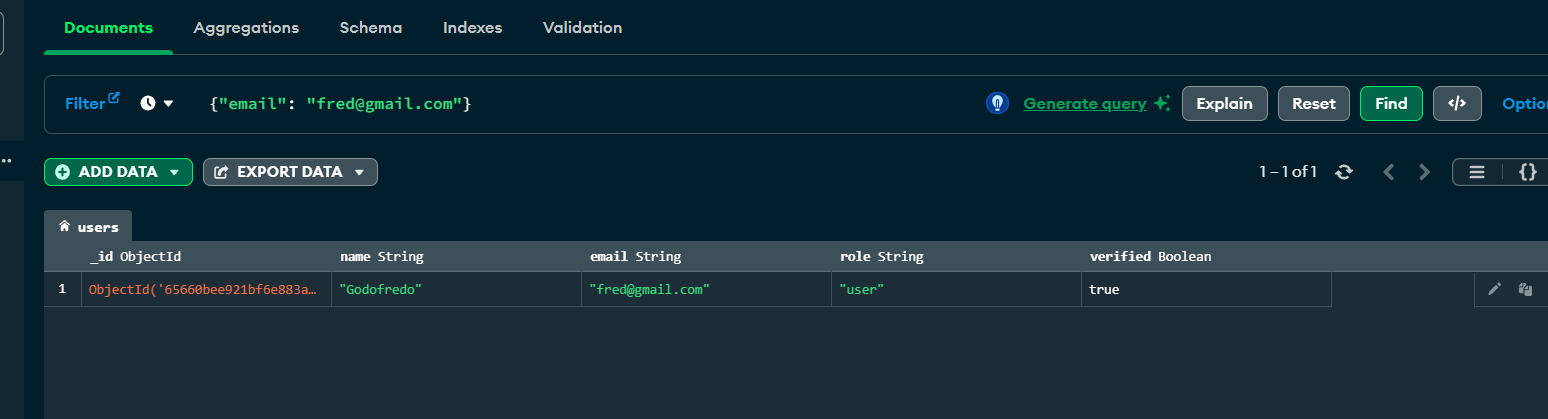 Documents Aggregations Schema Indexes Validation
Filter {"email": "fred@gmail.com"} Generate query Explain Reset Find </>
ADD DATA EXPORT DATA 1 – 1 of 1 {}
users
_id ObjectId name String email String role String verified Boolean
1 ObjectId('65660bee921bf6e883a… "Godofredo" "fred@gmail.com" "user" true